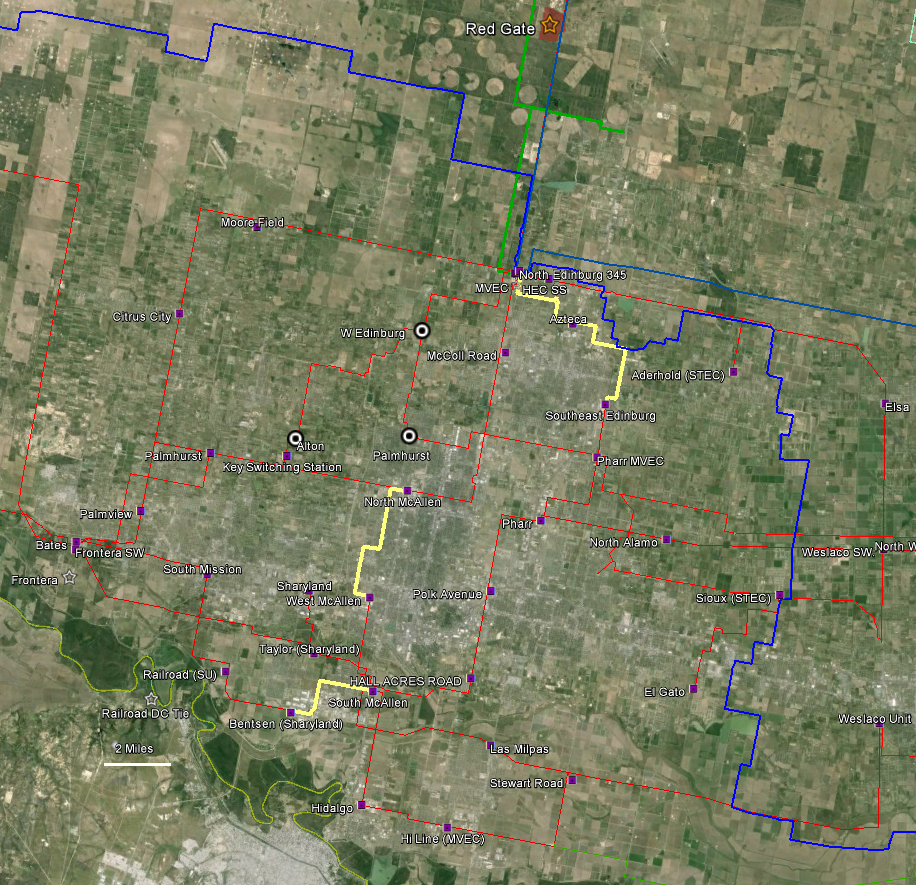 Red Gate
Moore Field
North Edinburg 345
MVEC
HEC SS
Citrus City
Azteca
W Edinburg
McColl Road
Aderhold (STEC)
Elsa
Southeast Edinburg
Alton
Palmhurst
Palmhurst
Key Switching Station
Pharr MVEC
North McAllen
Palmview
Pharr
Bates
Frontera SW
North Alamo
Weslaco SW
North W
South Mission
Frontera
Sharyland
West McAllen
Polk Avenue
Sioux (STEC)
Taylor (Sharyland)
Railroad (SU)
HALL ACRES ROAD
El Gato
South McAllen
Railroad DC Tie
Bentsen (Sharyland)
Weslaco Unit
2 Miles
Las Milpas
Stewart Road
Hidalgo
Hi Line (MVEC)